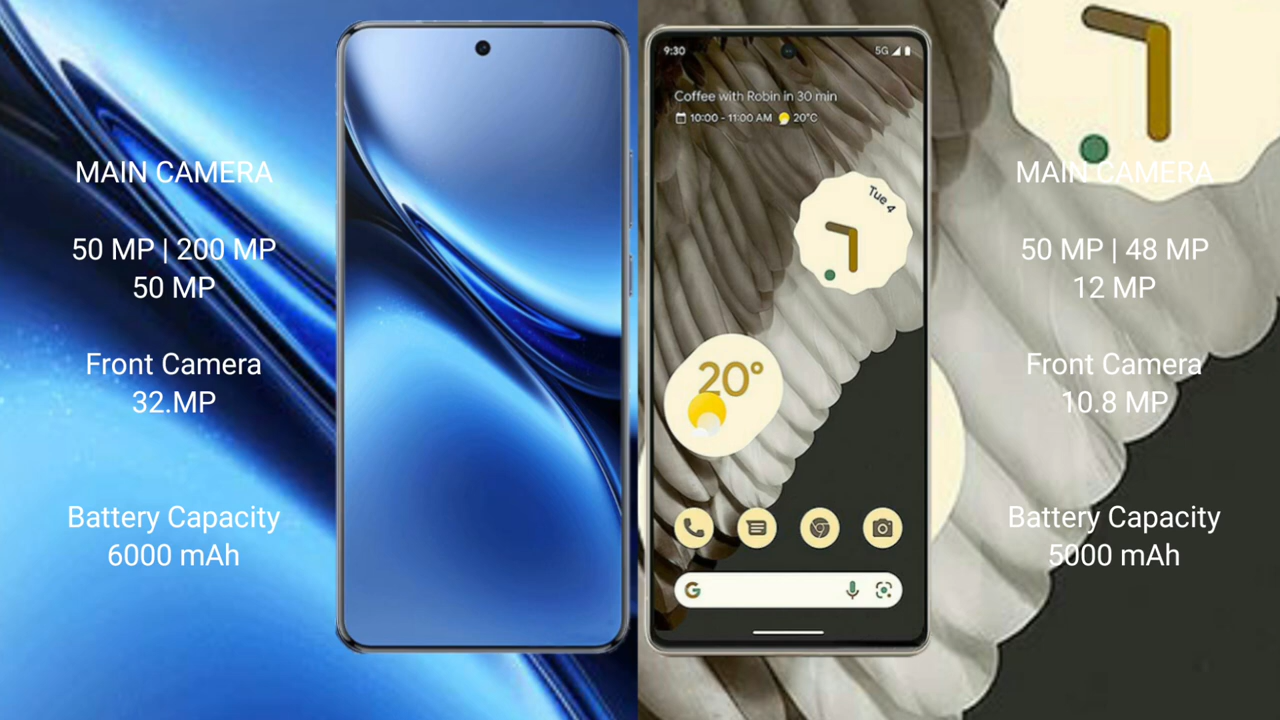 MAIN CAMERA
50 MP | 200 MP
50 MP
Front Camera
32.MP
Battery Capacity
6000 mAh
9:30
5G
Coffee with Robin in 30 min
10:00 - 11:00 AM 20°C
Tue 4
20°
G
MAIN CAMERA
50 MP | 48 MP
12 MP
Front Camera
10.8 MP
Battery Capacity
5000 mAh